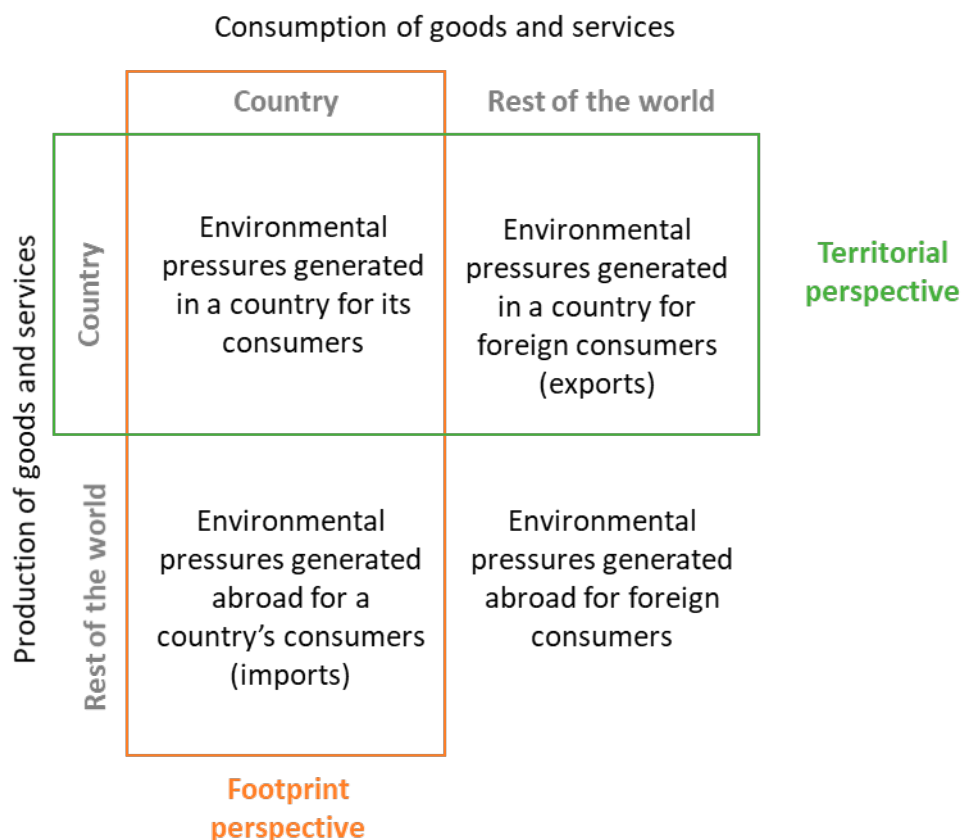 Consumption of goods and services
Country
Rest of the world
Production of goods and services
Country
Environmental
pressures generated
in a country for its
consumers
Environmental
pressures generated
in a country for
foreign consumers
(exports)
Territorial
perspective
Rest of the world
Environmental
pressures generated
abroad for a
country’s consumers
(imports)
Environmental
pressures generated
abroad for foreign
consumers
Footprint
perspective